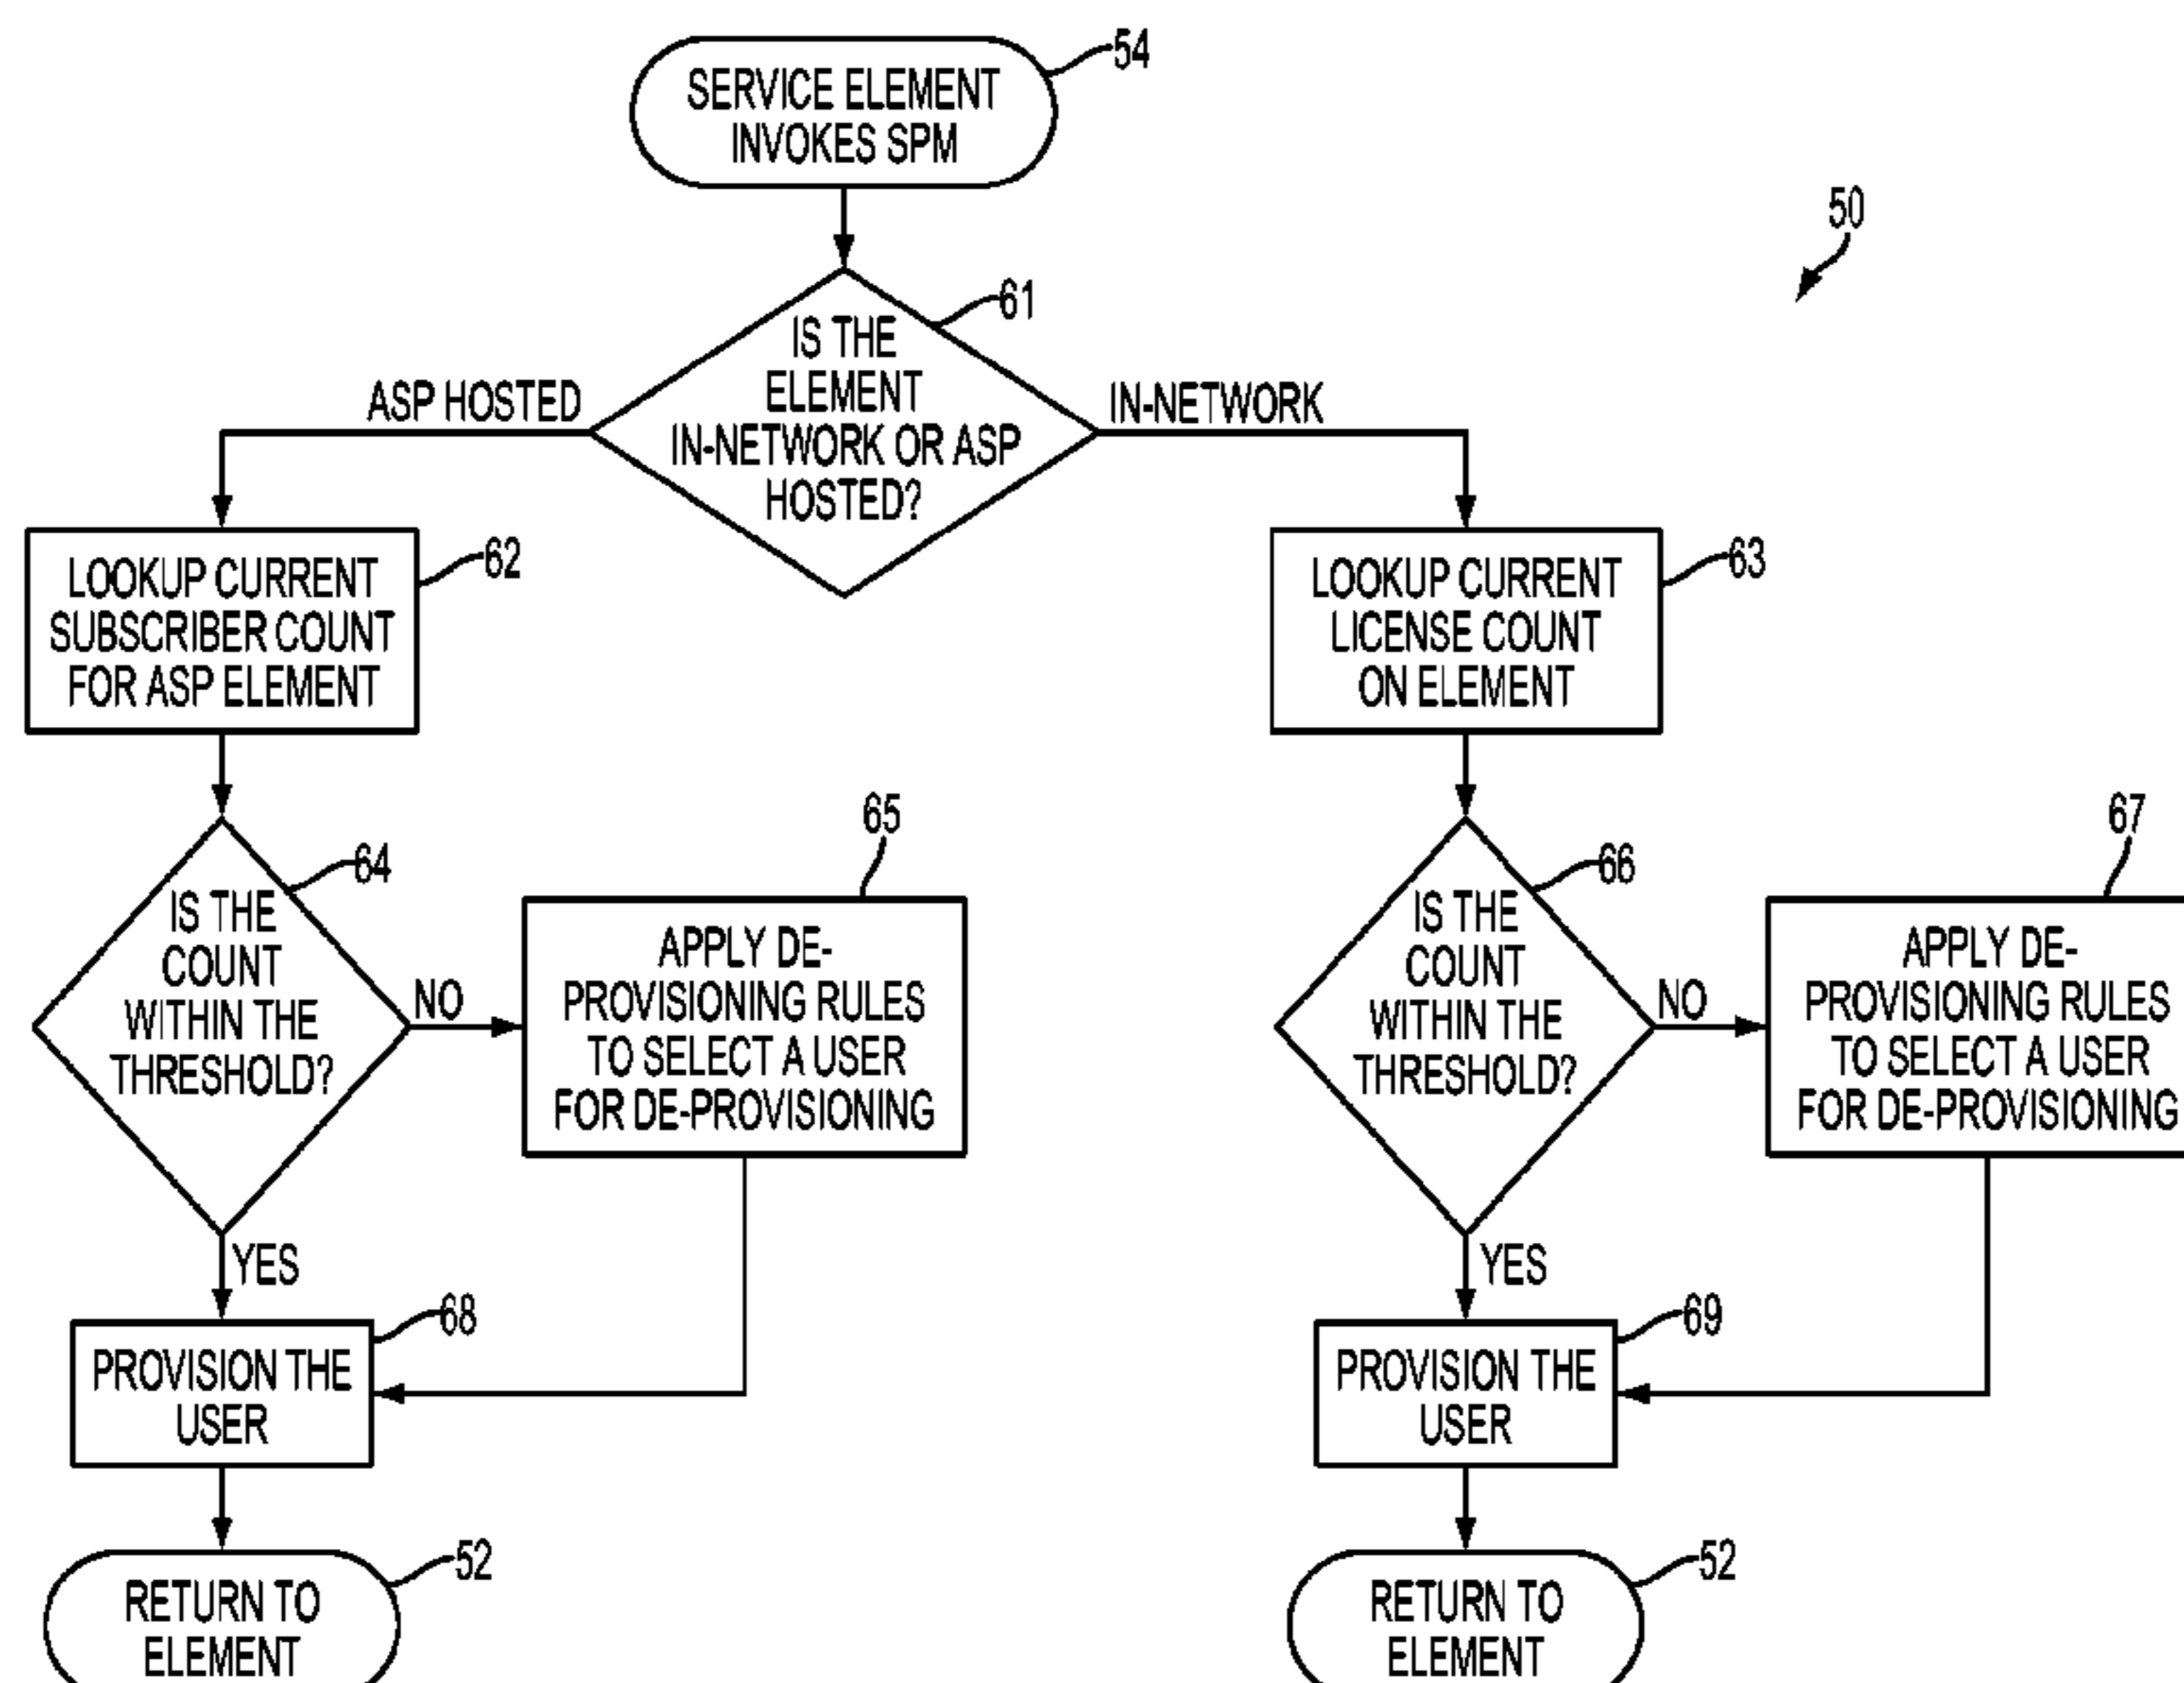 54
SERVICE ELEMENT
INVOKES SPM
50
61
IS THE
ELEMENT
IN-NETWORK OR ASP
HOSTED?
ASP HOSTED
IN-NETWORK
62
LOOKUP CURRENT
SUBSCRIBER COUNT
FOR ASP ELEMENT
63
LOOKUP CURRENT
LICENSE COUNT
ON ELEMENT
64
IS THE
COUNT
WITHIN THE
THRESHOLD?
NO
65
APPLY DE-
PROVISIONING RULES
TO SELECT A USER
FOR DE-PROVISIONING
66
IS THE
COUNT
WITHIN THE
THRESHOLD?
NO
67
APPLY DE-
PROVISIONING RULES
TO SELECT A USER
FOR DE-PROVISIONING
YES
68
PROVISION THE
USER
YES
69
PROVISION THE
USER
52
RETURN TO
ELEMENT
52
RETURN TO
ELEMENT